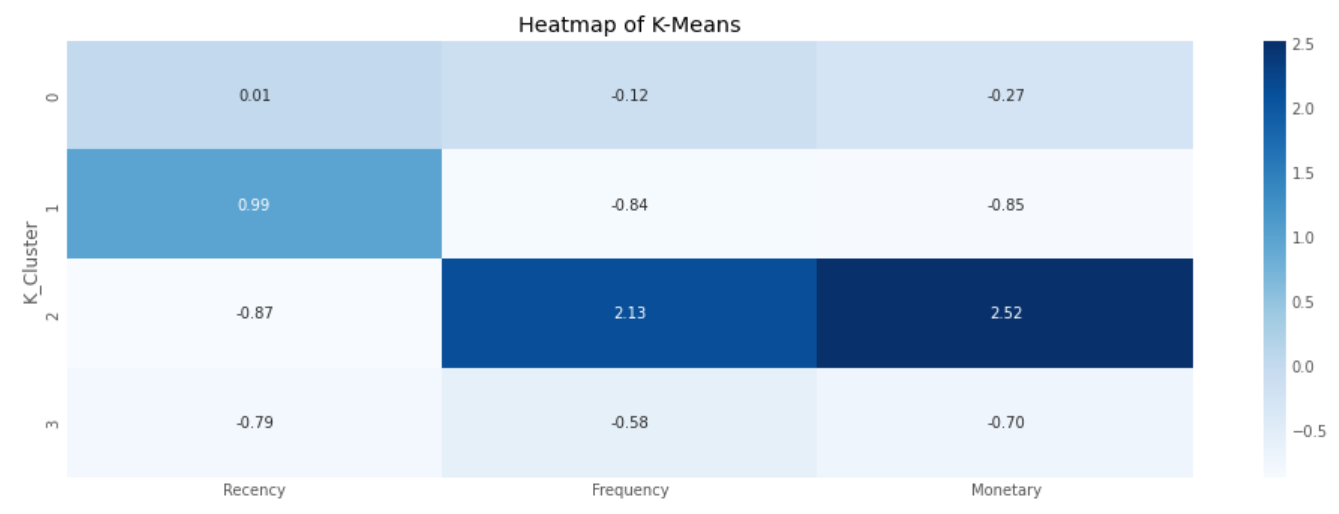 Heatmap of K-Means
K_Cluster
0 0.01 -0.12 -0.27
1 0.99 -0.84 -0.85
2 -0.87 2.13 2.52
3 -0.79 -0.58 -0.70
Recency Frequency Monetary
2.5
2.0
1.5
1.0
0.5
0.0
−0.5